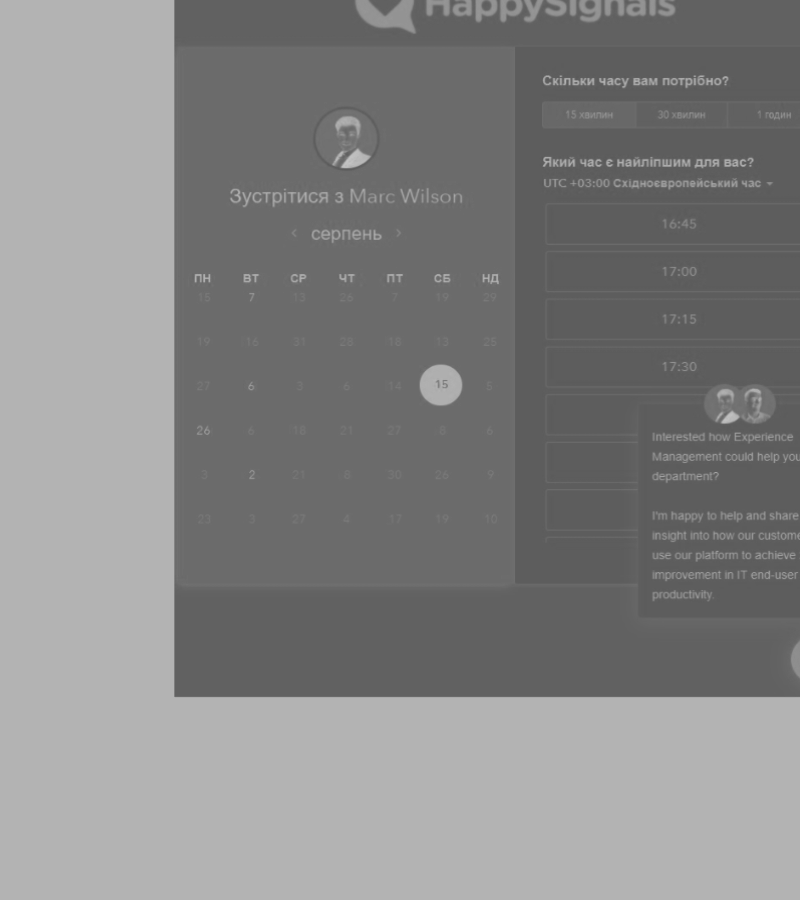 HappySignals
Зустрітися з Marc Wilson
серпень
ПН ВТ СР ЧТ ПТ СБ НД
15 7 13 26 7 19 29
19 16 31 28 18 13 25
27 6 3 6 14 15 5
26 6 18 21 27 8 6
3 2 21 8 30 26 9
23 3 27 4 17 19 10
Скільки часу вам потрібно?
15 хвилин 30 хвилин 1 годин
Який час є найліпшим для вас?
UTC +03:00 Східноєвропейський час
16:45
17:00
17:15
17:30
Interested how Experience
Management could help you
department?
I'm happy to help and share
insight into how our custome
use our platform to achieve
improvement in IT end-user
productivity.